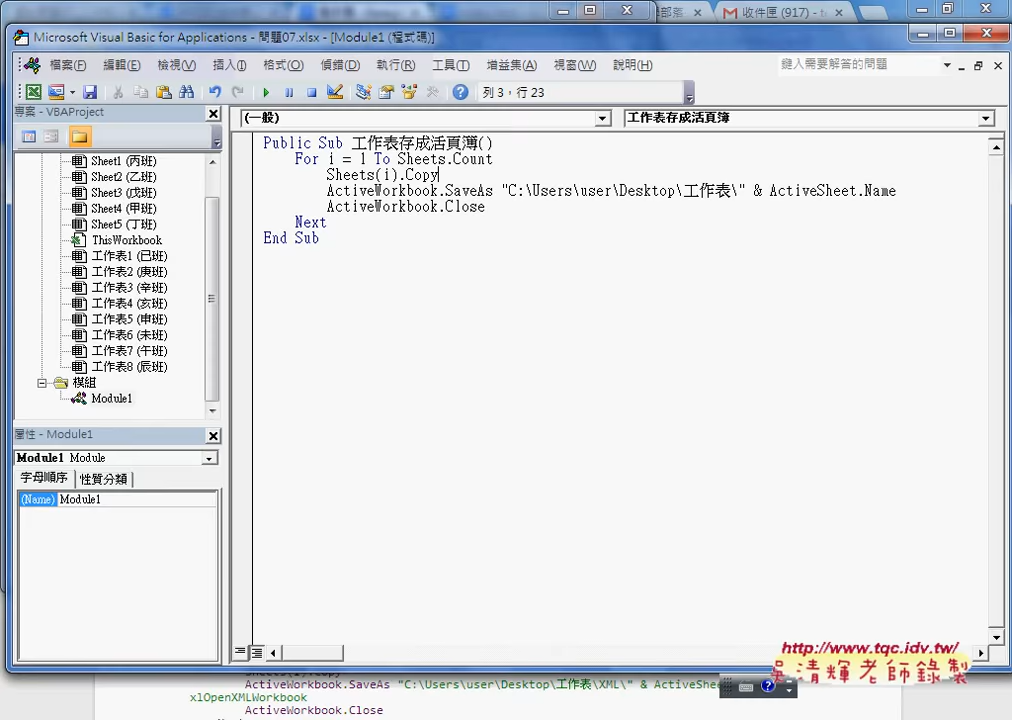 部落
收件匣 (917) - t
Microsoft Visual Basic for Applications - 問題07.xlsx - [Module1 (程式碼)]
檔案(F) 編輯(E) 檢視(V) 插入(I) 格式(O) 偵錯(D) 執行(R) 工具(T) 增益集(A) 視窗(W) 說明(H) 鍵入需要解答的問題
列 3，行 23
專案 - VBAProject
(一般) 工作表存成活頁簿
Sheet1 (丙班)
Sheet2 (乙班)
Sheet3 (戊班)
Sheet4 (甲班)
Sheet5 (丁班)
ThisWorkbook
工作表1 (已班)
工作表2 (庚班)
工作表3 (辛班)
工作表4 (亥班)
工作表5 (申班)
工作表6 (未班)
工作表7 (午班)
工作表8 (辰班)
模組
Module1
Public Sub 工作表存成活頁簿()
For i = 1 To Sheets.Count
Sheets(i).Copy
ActiveWorkbook.SaveAs "C:\Users\user\Desktop\工作表\" & ActiveSheet.Name
ActiveWorkbook.Close
Next
End Sub
屬性 - Module1
Module1 Module
字母順序 性質分類
(Name) Module1
http://www.tqc.idv.tw/
吳清輝老師錄製
Sheets(i).Copy
ActiveWorkbook.SaveAs "C:\Users\user\Desktop\工作表\XML\" & ActiveShe
xlOpenXMLWorkbook
ActiveWorkbook.Close